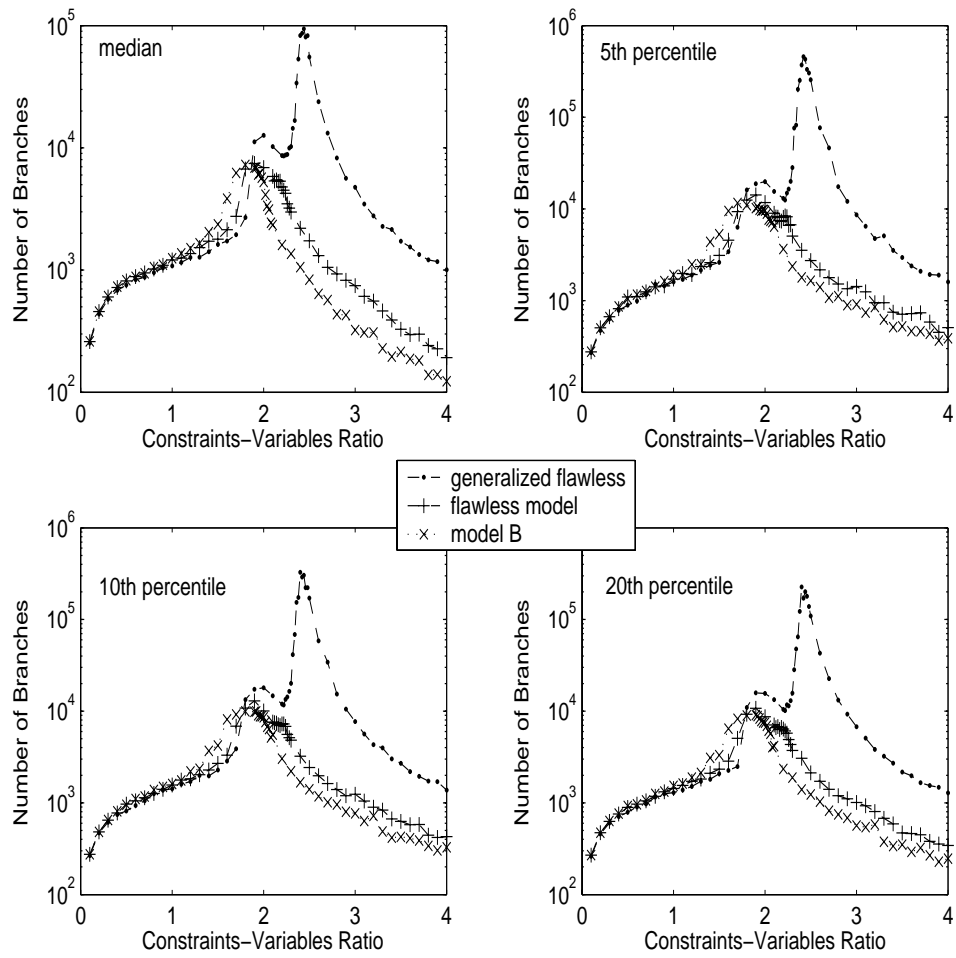 median
10^5
10^4
10^3
10^2
Number of Branches
0 1 2 3 4
Constraints−Variables Ratio
5th percentile
10^6
10^5
10^4
10^3
10^2
Number of Branches
0 1 2 3 4
Constraints−Variables Ratio
generalized flawless
flawless model
model B
10th percentile
10^6
10^5
10^4
10^3
10^2
Number of Branches
0 1 2 3 4
Constraints−Variables Ratio
20th percentile
10^6
10^5
10^4
10^3
10^2
Number of Branches
0 1 2 3 4
Constraints−Variables Ratio